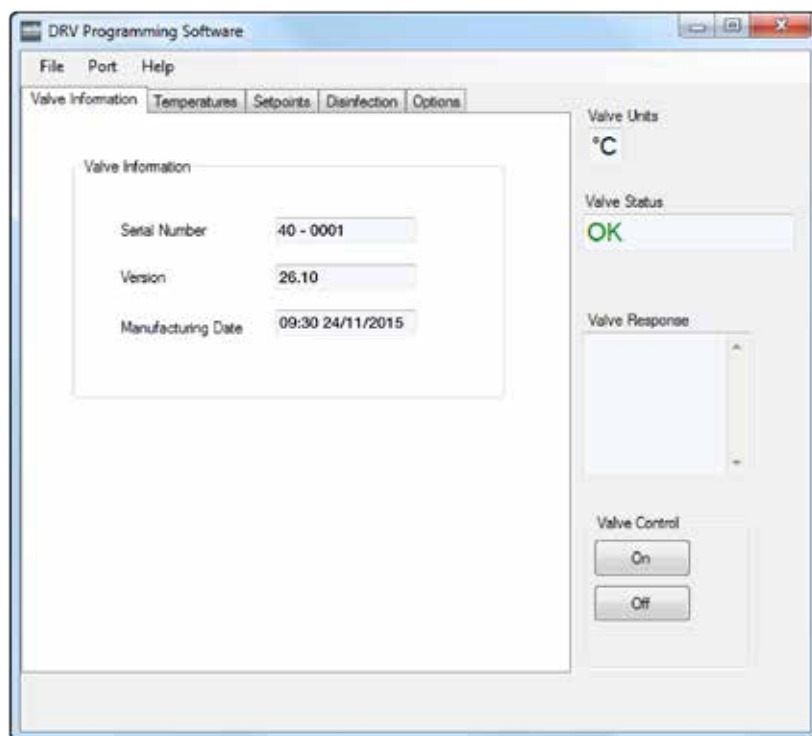 DRV Programming Software
File Port Help
Valve Information Temperatures Setpoints Disinfection Options
Valve Information
Serial Number 40 - 0001
Version 26.10
Manufacturing Date 09:30 24/11/2015
Valve Units
°C
Valve Status
OK
Valve Response
Valve Control
On
Off